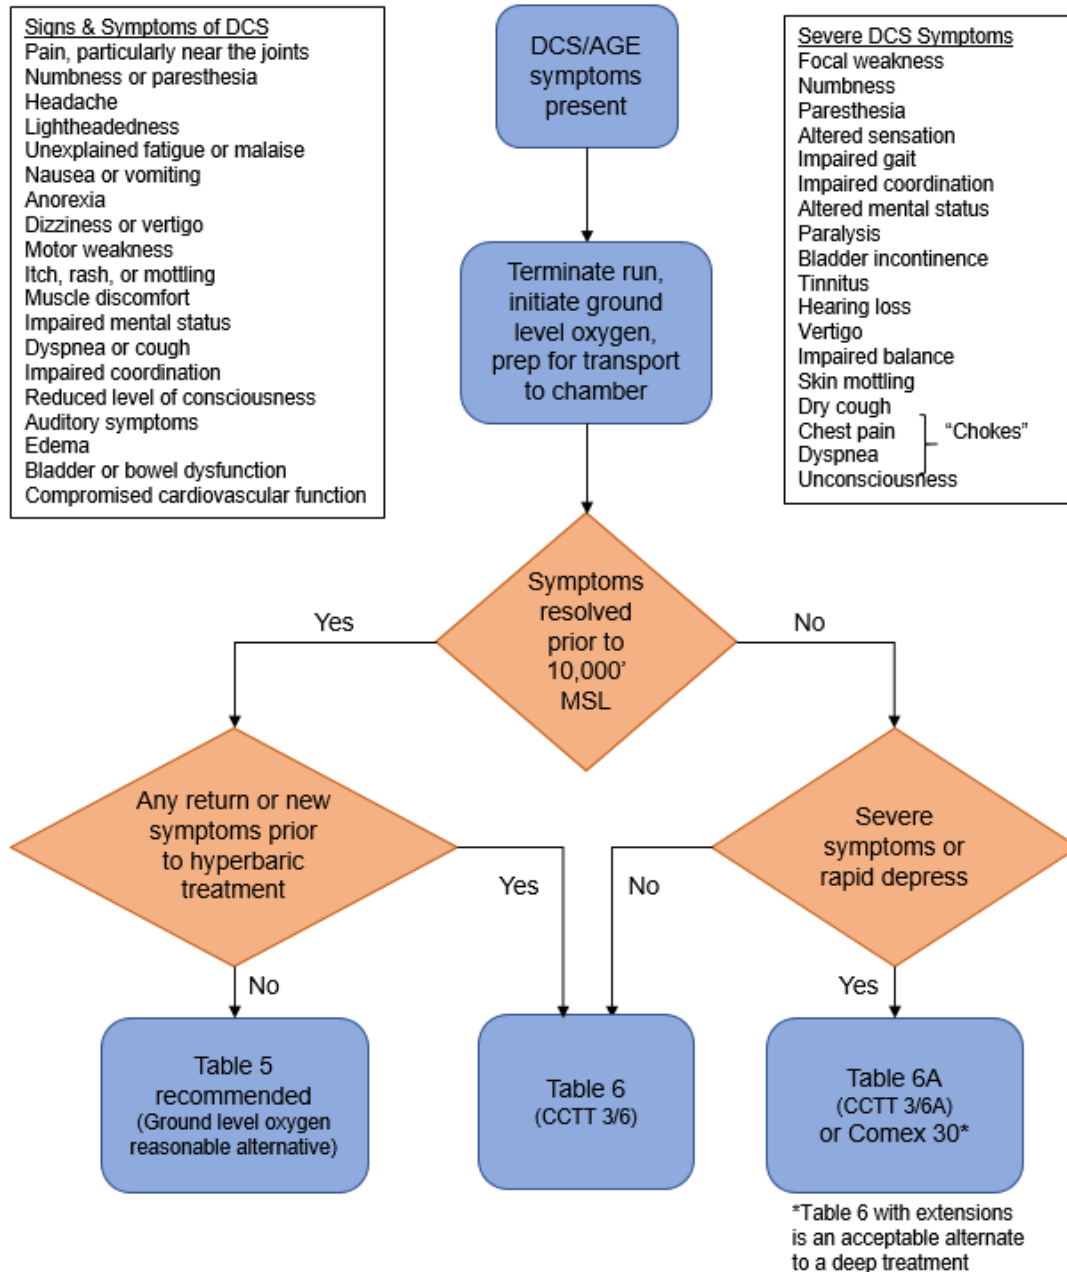 Signs & Symptoms of DCS
Pain, particularly near the joints
Numbness or paresthesia
Headache
Lightheadedness
Unexplained fatigue or malaise
Nausea or vomiting
Anorexia
Dizziness or vertigo
Motor weakness
Itch, rash, or mottling
Muscle discomfort
Impaired mental status
Dyspnea or cough
Impaired coordination
Reduced level of consciousness
Auditory symptoms
Edema
Bladder or bowel dysfunction
Compromised cardiovascular function
DCS/AGE
symptoms
present
Severe DCS Symptoms
Focal weakness
Numbness
Paresthesia
Altered sensation
Impaired gait
Impaired coordination
Altered mental status
Paralysis
Bladder incontinence
Tinnitus
Hearing loss
Vertigo
Impaired balance
Skin mottling
Dry cough
Chest pain
Dyspnea
Unconsciousness
“Chokes”
Terminate run,
initiate ground
level oxygen,
prep for transport
to chamber
Symptoms
resolved
prior to
10,000’
MSL
Yes
No
Any return or new
symptoms prior
to hyperbaric
treatment
Severe
symptoms or
rapid depress
Yes
No
No
Yes
Table 5
recommended
(Ground level oxygen
reasonable alternative)
Table 6
(CCTT 3/6)
Table 6A
(CCTT 3/6A)
or Comex 30*
*Table 6 with extensions
is an acceptable alternate
to a deep treatment